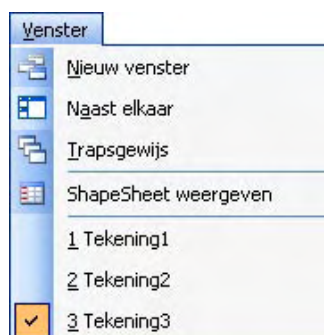 Venster
Nieuw venster
Naast elkaar
Trapsgewijs
ShapeSheet weergeven
1 Tekening1
2 Tekening2
3 Tekening3